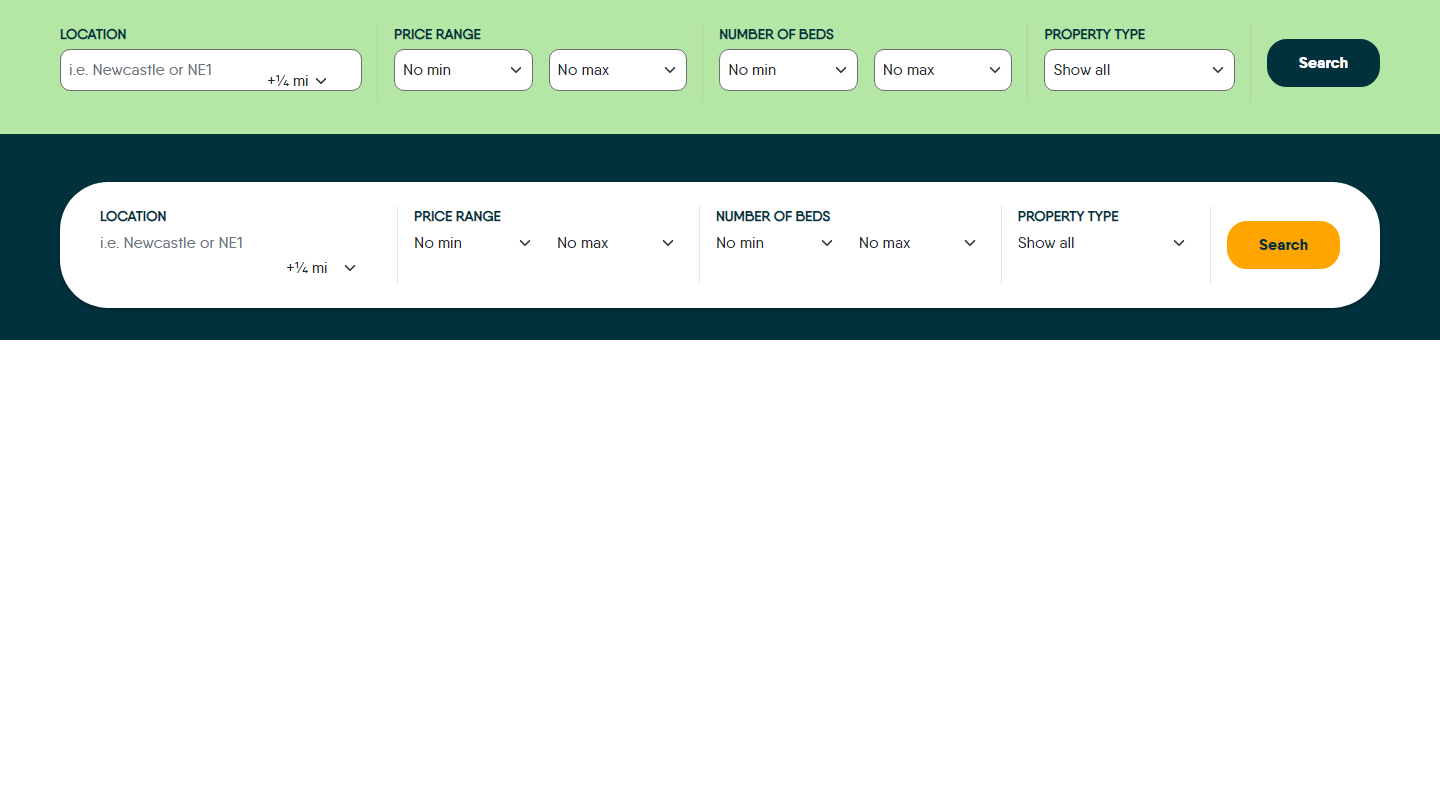 LOCATION PRICE RANGE NUMBER OF BEDS PROPERTY TYPE
i.e. Newcastle or NE1 +¼ mi No min No max No min No max Show all Search
LOCATION PRICE RANGE NUMBER OF BEDS PROPERTY TYPE
i.e. Newcastle or NE1 No min No max No min No max Show all Search
+¼ mi